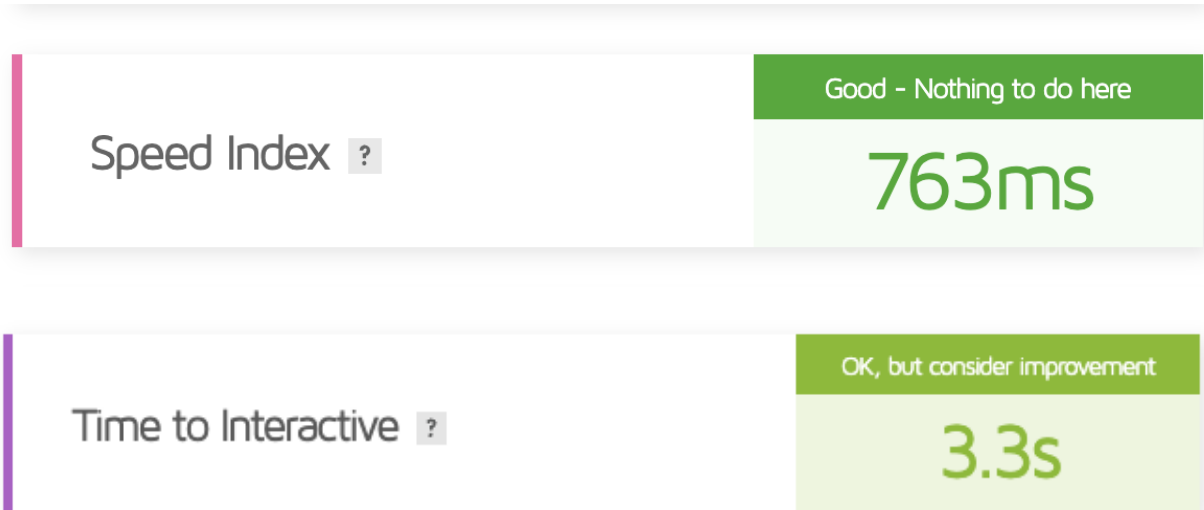 Good - Nothing to do here
Speed Index ?
763ms
OK, but consider improvement
Time to Interactive ?
3.3s